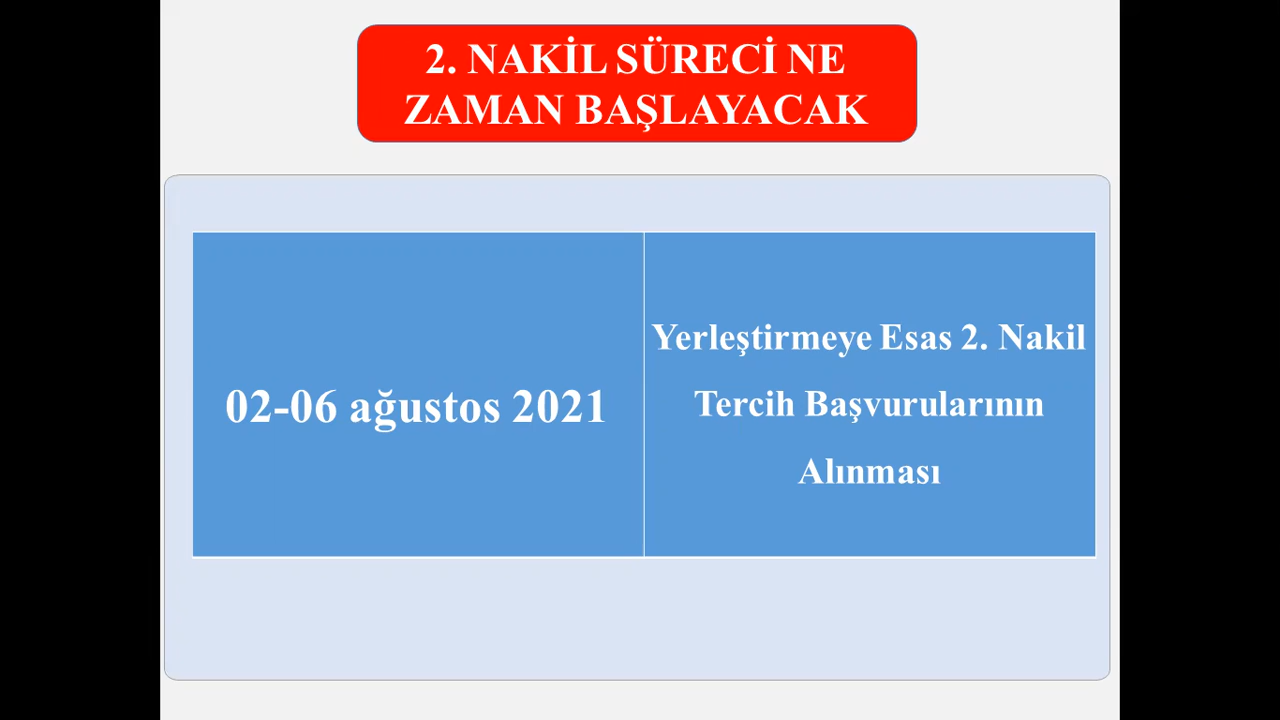 2. NAKİL SÜRECİ NE
ZAMAN BAŞLAYACAK
02-06 ağustos 2021
Yerleştirmeye Esas 2. Nakil
Tercih Başvurularının
Alınması